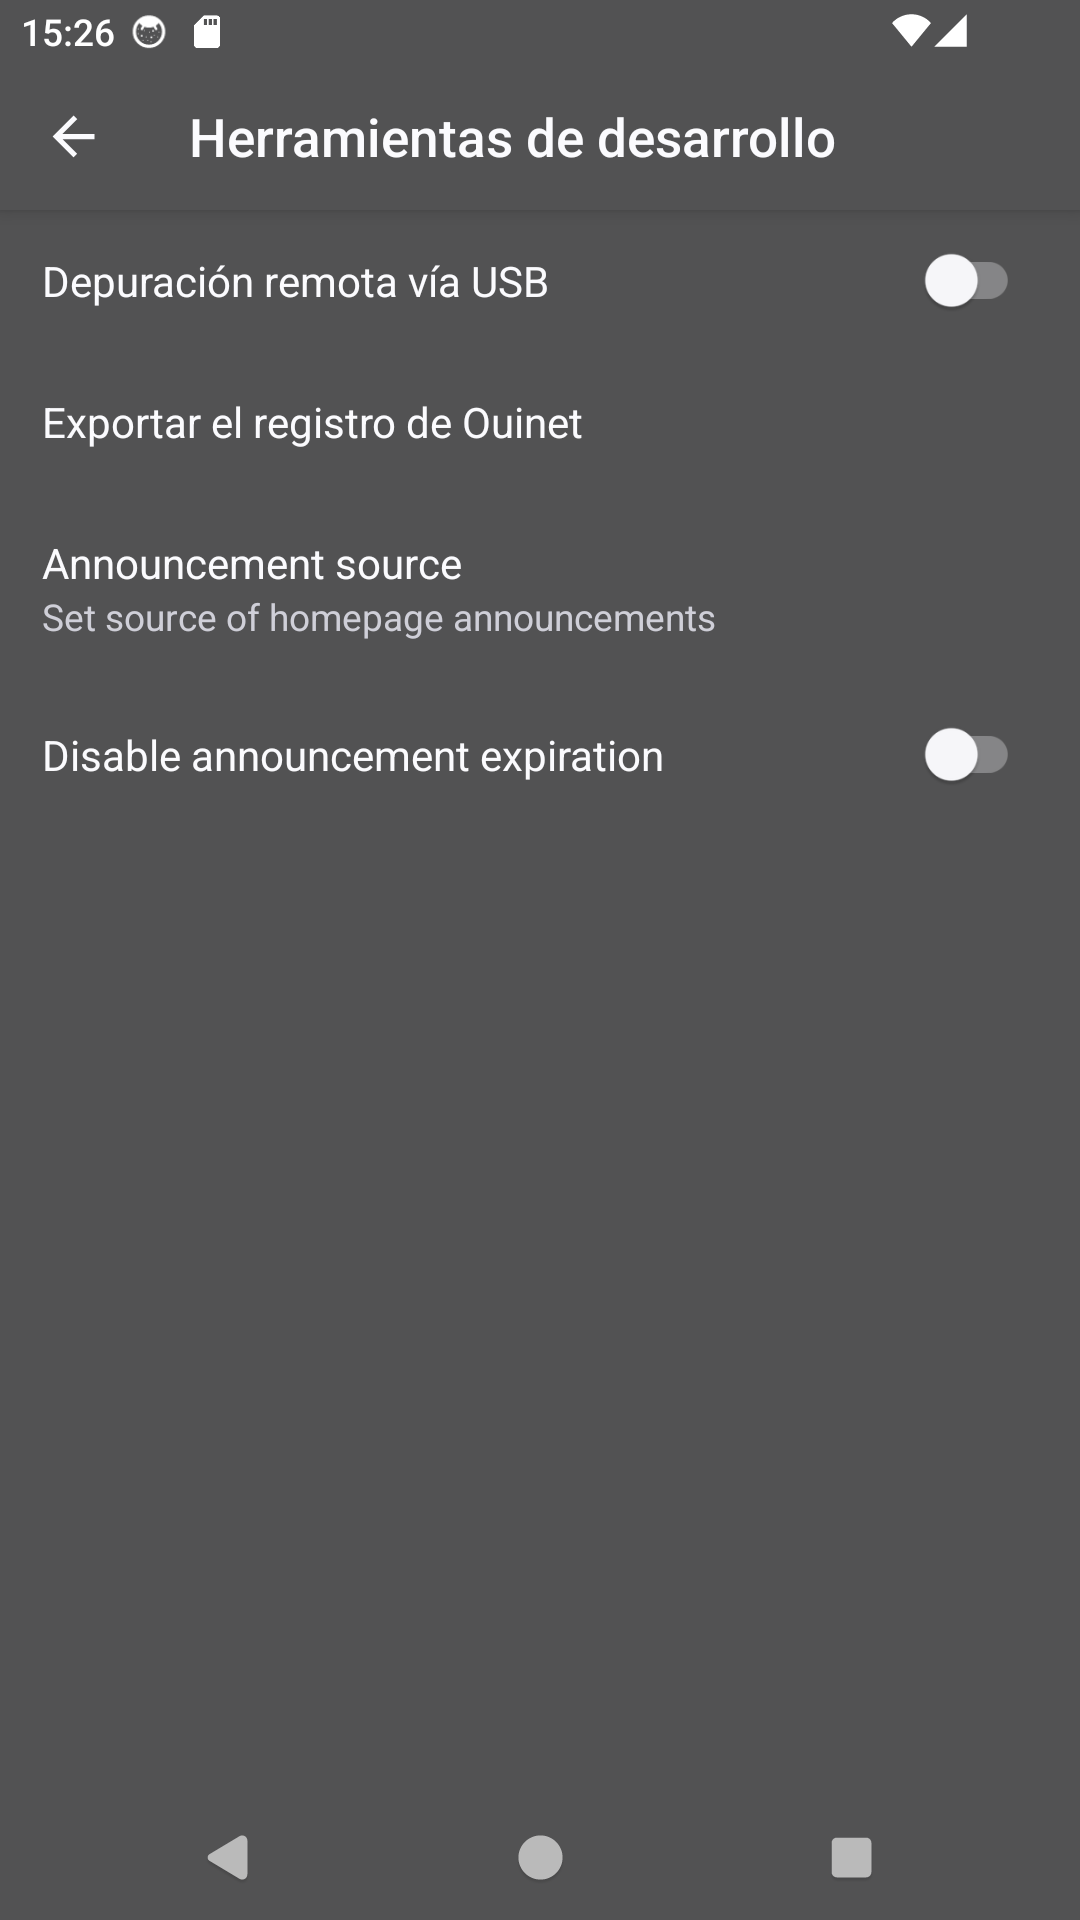 15:26
Herramientas de desarrollo
Depuración remota vía USB
Exportar el registro de Ouinet
Announcement source
Set source of homepage announcements
Disable announcement expiration